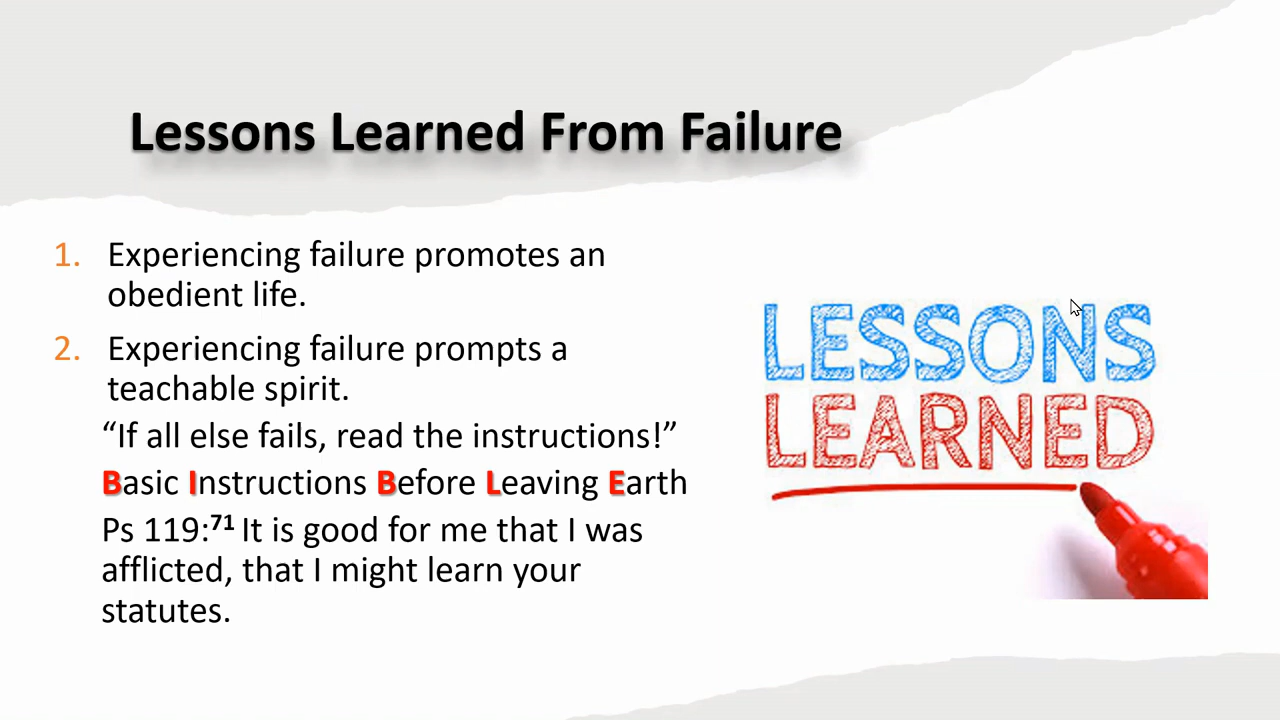 Lessons Learned From Failure
1. Experiencing failure promotes an
obedient life.
2. Experiencing failure prompts a
teachable spirit.
“If all else fails, read the instructions!”
Basic Instructions Before Leaving Earth
Ps 119:71 It is good for me that I was
afflicted, that I might learn your
statutes.
LESSONS
LEARNED